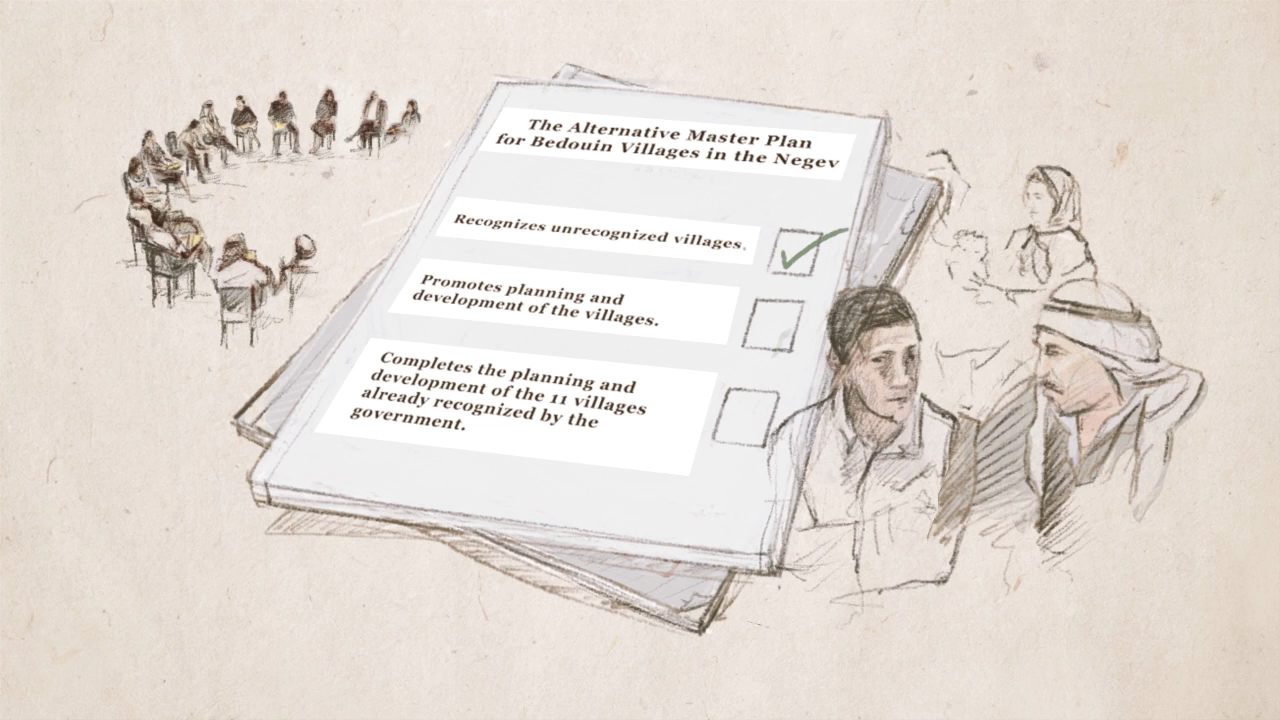 The Alternative Master Plan
for Bedouin Villages in the Negev
Recognizes unrecognized villages.
Promotes planning and
development of the villages.
Completes the planning and
development of the 11 villages
already recognized by the
government.